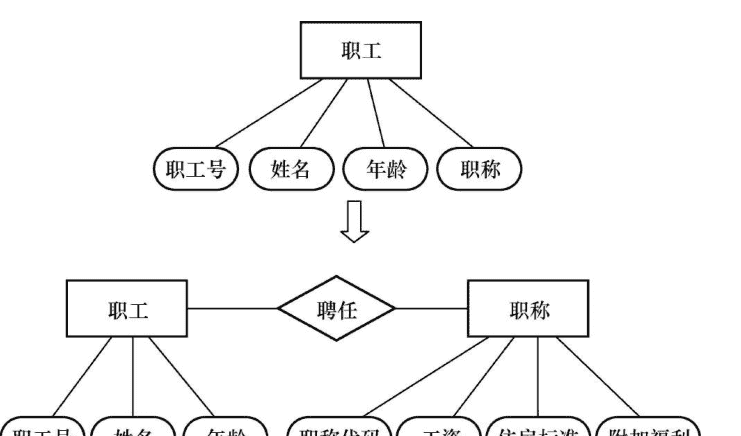 职工
职工号 姓名 年龄 职称
职工 聘任 职称
职工号 姓名 年龄 职称代码 工资 住房标准 附加福利